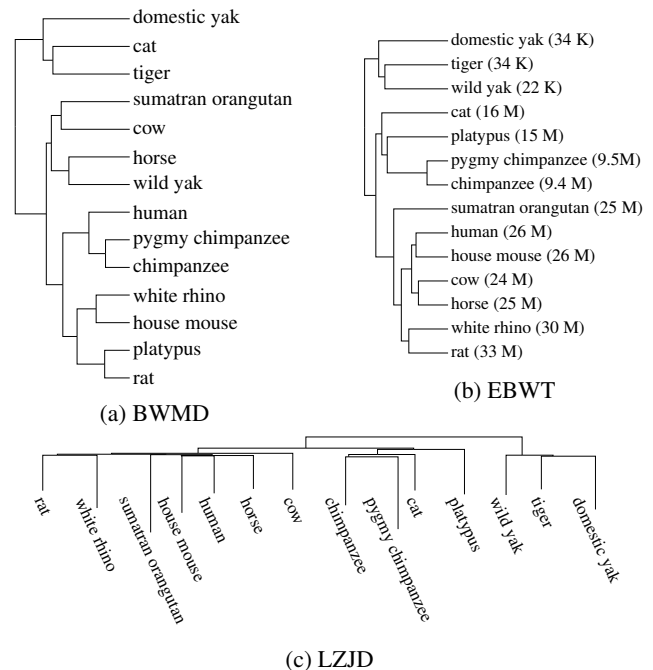 domestic yak
cat
tiger
sumatran orangutan
cow
horse
wild yak
human
pygmy chimpanzee
chimpanzee
white rhino
house mouse
platypus
rat
(a) BWMD
domestic yak (34 K)
tiger (34 K)
wild yak (22 K)
cat (16 M)
platypus (15 M)
pygmy chimpanzee (9.5M)
chimpanzee (9.4 M)
sumatran orangutan (25 M)
human (26 M)
house mouse (26 M)
cow (24 M)
horse (25 M)
white rhino (30 M)
rat (33 M)
(b) EBWT
rat
white rhino
sumatran orangutan
house mouse
human
horse
cow
chimpanzee
pygmy chimpanzee
cat
platypus
wild yak
tiger
domestic yak
(c) LZJD